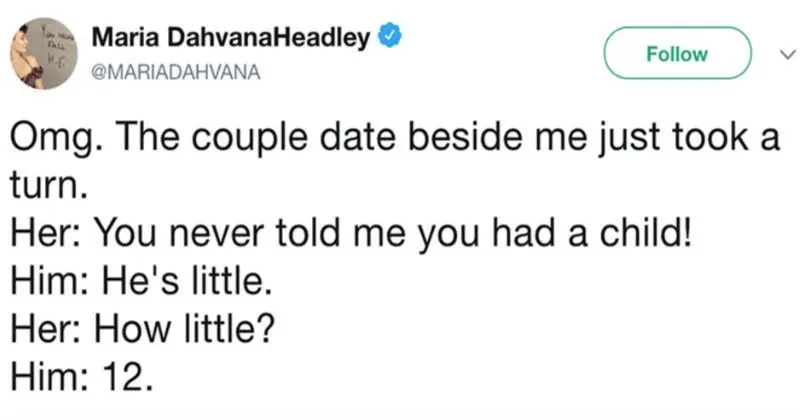 Maria DahvanaHeadley
@MARIADAHVANA
Follow
Omg. The couple date beside me just took a
turn.
Her: You never told me you had a child!
Him: He's little.
Her: How little?
Him: 12.